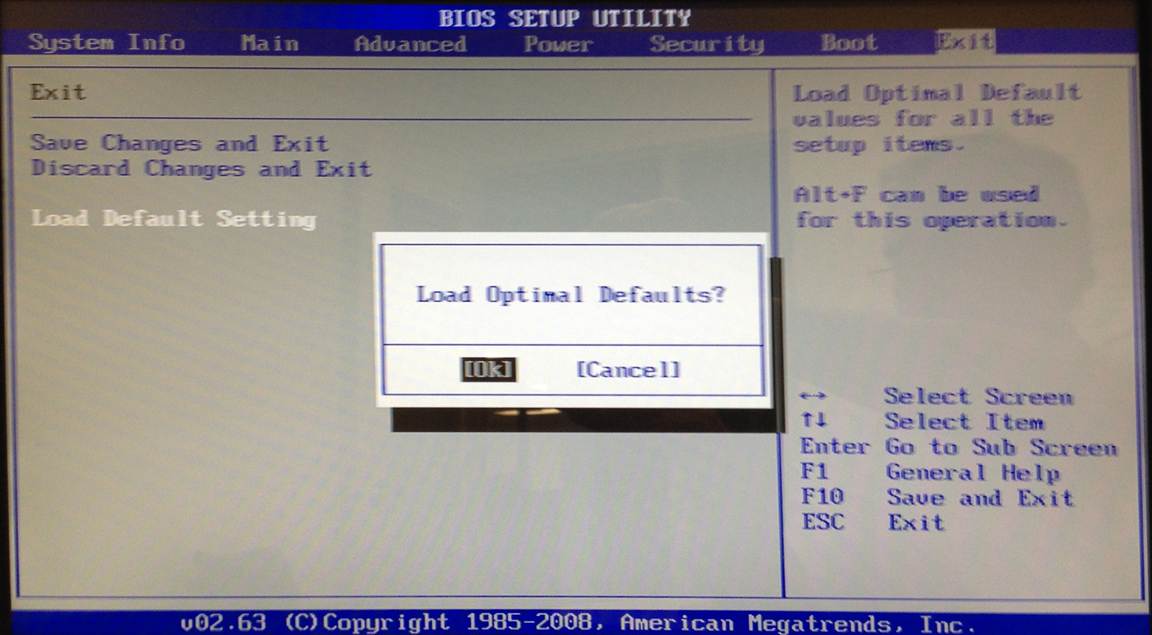 BIOS SETUP UTILITY
System Info Main Advanced Power Security Boot Exit
Exit
Save Changes and Exit
Discard Changes and Exit
Load Default Setting
Load Optimal Defaults?
[Ok] [Cancel]
Load Optimal Default
values for all the
setup items.
Alt+F can be used
for this operation.
↔ Select Screen
↑↓ Select Item
Enter Go to Sub Screen
F1 General Help
F10 Save and Exit
ESC Exit
v02.63 (C)Copyright 1985-2008, American Megatrends, Inc.